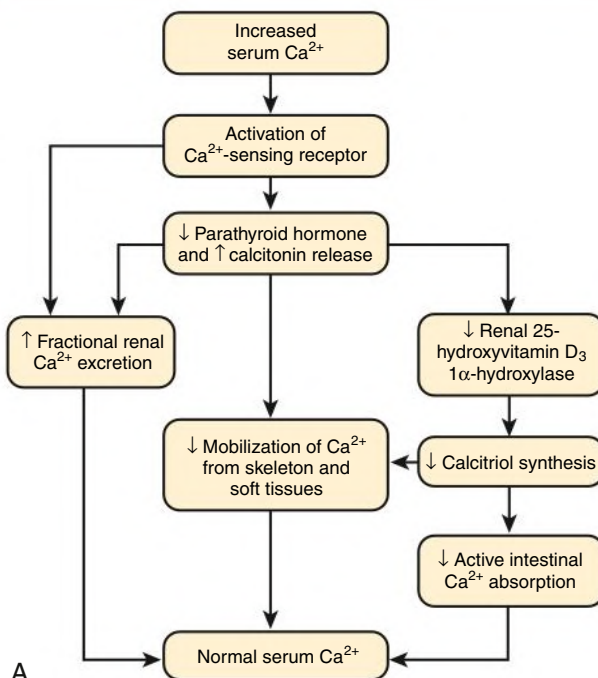 Increased
serum Ca²⁺
Activation of
Ca²⁺-sensing receptor
↓ Parathyroid hormone
and ↑ calcitonin release
↑ Fractional renal
Ca²⁺ excretion
↓ Renal 25-
hydroxyvitamin D₃
1α-hydroxylase
↓ Mobilization of Ca²⁺
from skeleton and
soft tissues
↓ Calcitriol synthesis
↓ Active intestinal
Ca²⁺ absorption
Normal serum Ca²⁺
A